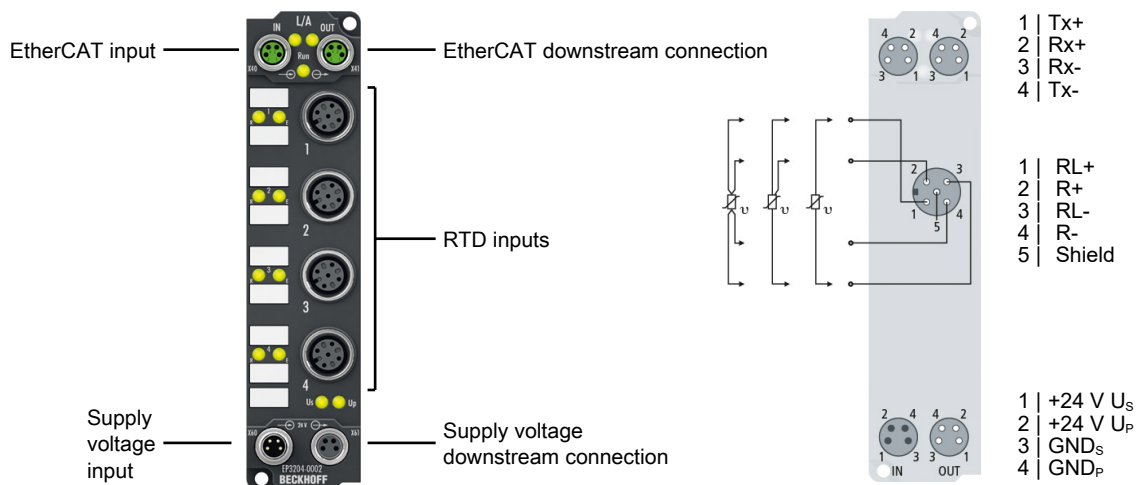 EtherCAT input
IN
L/A
OUT
Run
X40
X41
EtherCAT downstream connection
1
2
3
4
RTD inputs
Us
Up
Supply
voltage
input
X60
24 V
X61
EP3204-0002
BECKHOFF
Supply voltage
downstream connection
4 2 4 2
3 1 3 1
1 | Tx+
2 | Rx+
3 | Rx-
4 | Tx-
2 3
1 4
5
υ υ υ
1 | RL+
2 | R+
3 | RL-
4 | R-
5 | Shield
2 4 4 2
1 3 3 1
IN OUT
1 | +24 V US
2 | +24 V UP
3 | GNDS
4 | GNDP